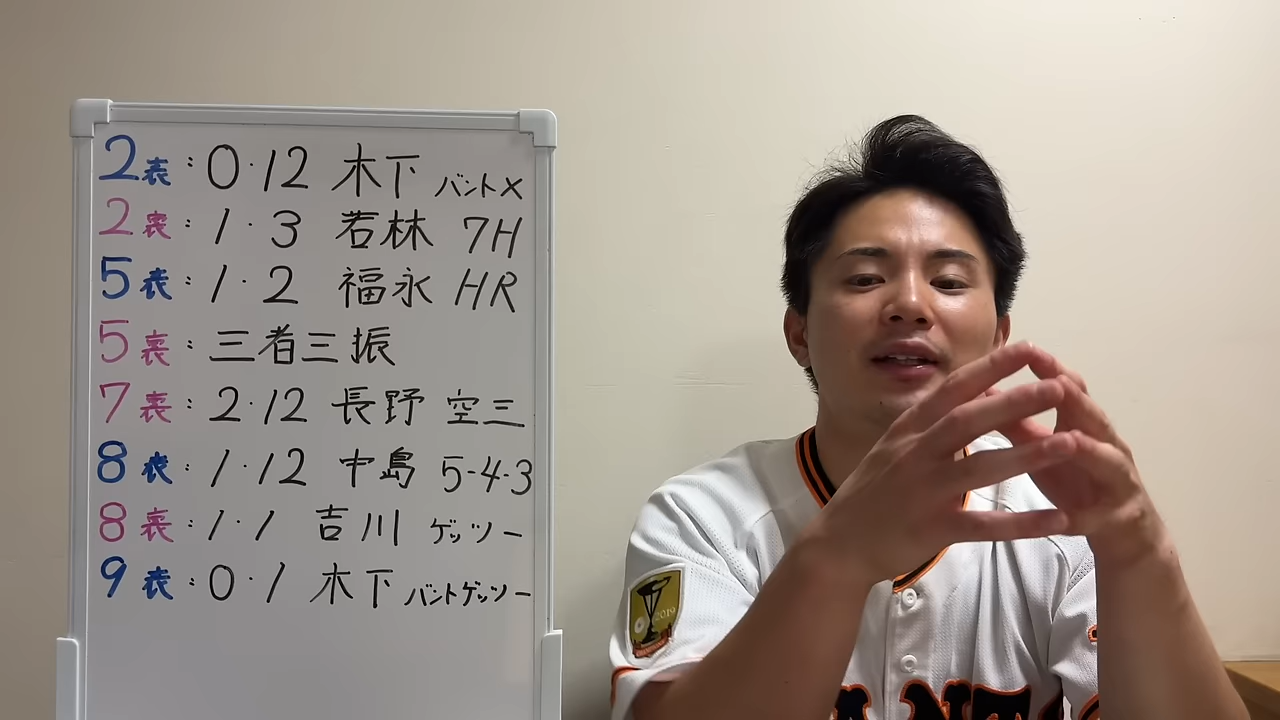 2表:0・12 木下 バント×
2裏:1・3 若林 7H
5表:1・2 福永 HR
5裏:三者三振
7裏:2・12 長野 空三
8表:1・12 中島 5-4-3
8裏:1・1 吉川 ゲッツー
9表:0・1 木下 バントゲッツー
2019